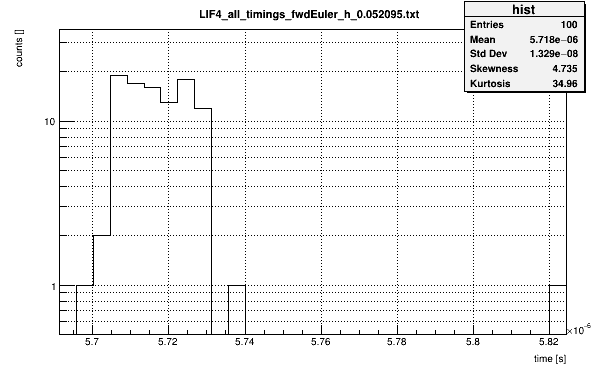 LIF4_all_timings_fwdEuler_h_0.052095.txt
hist
Entries 100
Mean 5.718e−06
Std Dev 1.329e−08
Skewness 4.735
Kurtosis 34.96
counts []
10
1
5.7 5.72 5.74 5.76 5.78 5.8 5.82
×10⁻⁶
time [s]